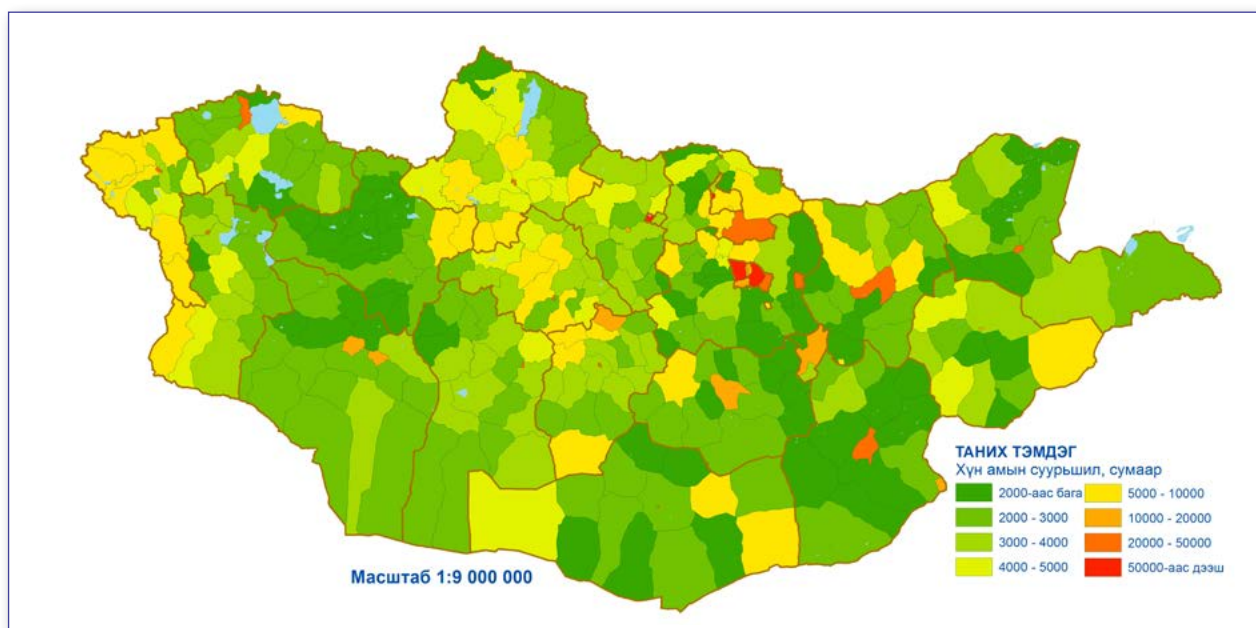 ТАНИХ ТЭМДЭГ
Хүн амын суурьшил, сумаар
2000-аас бага
2000 - 3000
3000 - 4000
4000 - 5000
5000 - 10000
10000 - 20000
20000 - 50000
50000-аас дээш
Масштаб 1:9 000 000